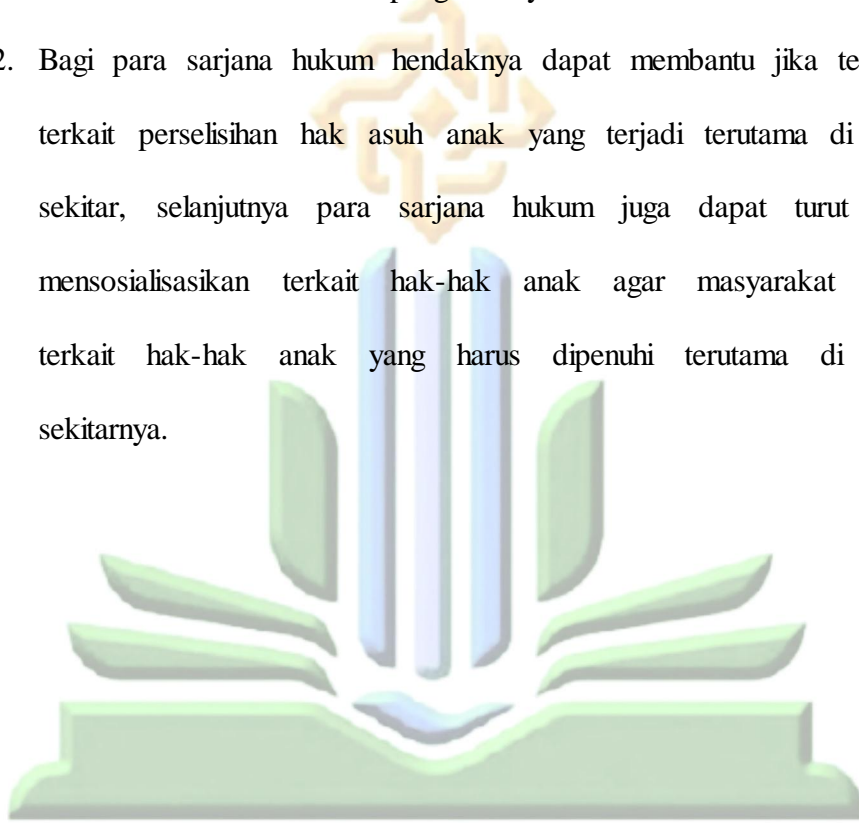 2. Bagi para sarjana hukum hendaknya dapat membantu jika te
terkait perselisihan hak asuh anak yang terjadi terutama di
sekitar, selanjutnya para sarjana hukum juga dapat turut
mensosialisasikan terkait hak-hak anak agar masyarakat
terkait hak-hak anak yang harus dipenuhi terutama di
sekitarnya.